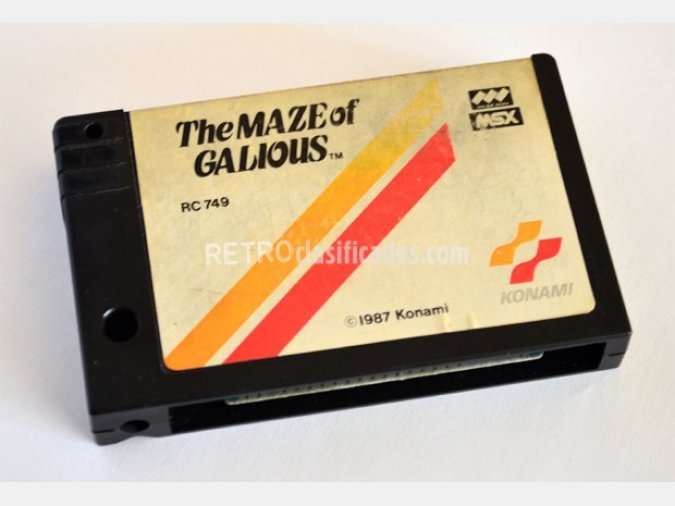 The MAZE of
GALIOUS™
MSX
RC 749
RETROclasificados.com
KONAMI
©1987 Konami